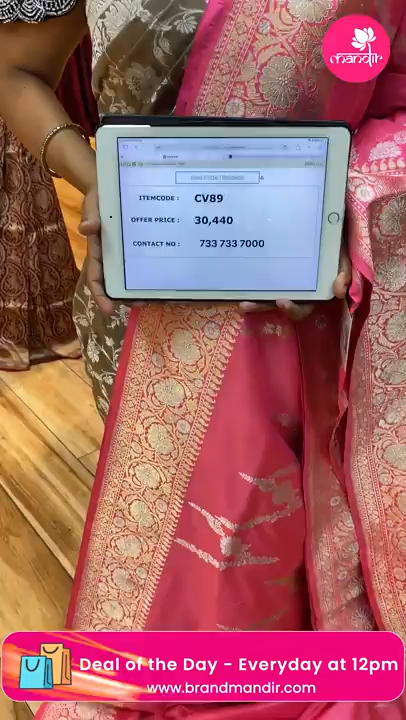 mandir
ITEMCODE : CV89
OFFER PRICE : 30,440
CONTACT NO : 733 733 7000
Deal of the Day - Everyday at 12pm
www.brandmandir.com